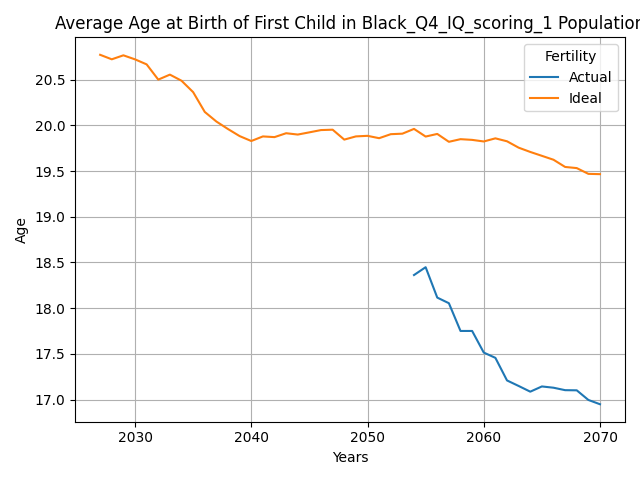 Average Age at Birth of First Child in Black_Q4_IQ_scoring_1 Population
Fertility
Actual
Ideal
20.5
20.0
19.5
19.0
18.5
18.0
17.5
17.0
Age
2030 2040 2050 2060 2070
Years